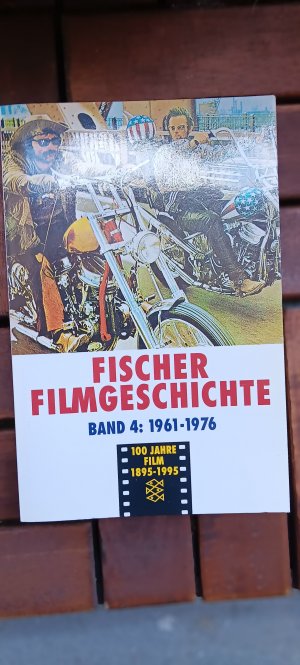 FISCHER
FILMGESCHICHTE
BAND 4: 1961-1976
100 JAHRE
FILM
1895-1995